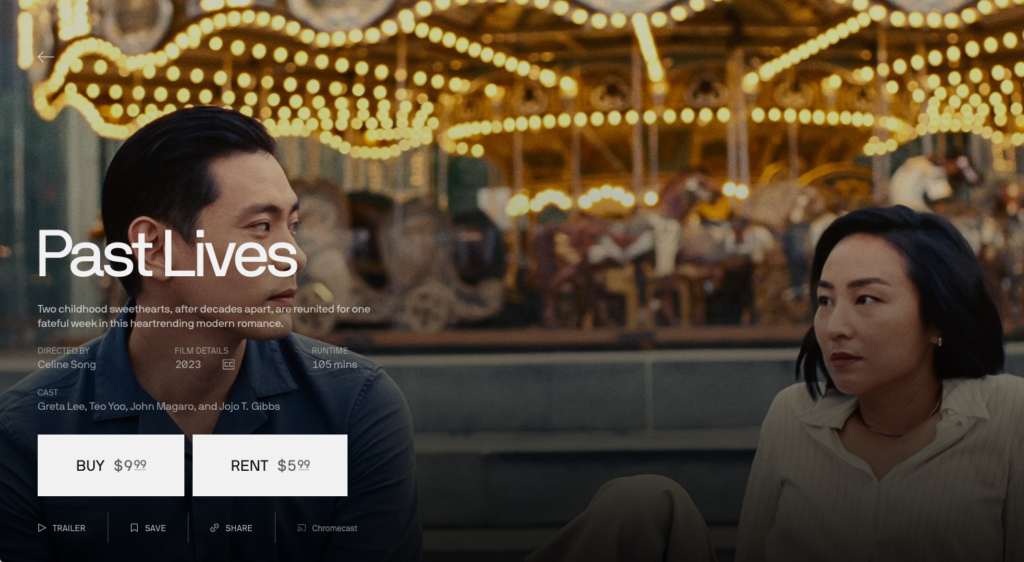 Past Lives
Two childhood sweethearts, after decades apart, are reunited for one
fateful week in this heartrending modern romance.
DIRECTED BY FILM DETAILS RUNTIME
Celine Song 2023 CC 105 mins
CAST
Greta Lee, Teo Yoo, John Magaro, and Jojo T. Gibbs
BUY $9.99 RENT $5.99
TRAILER SAVE SHARE Chromecast